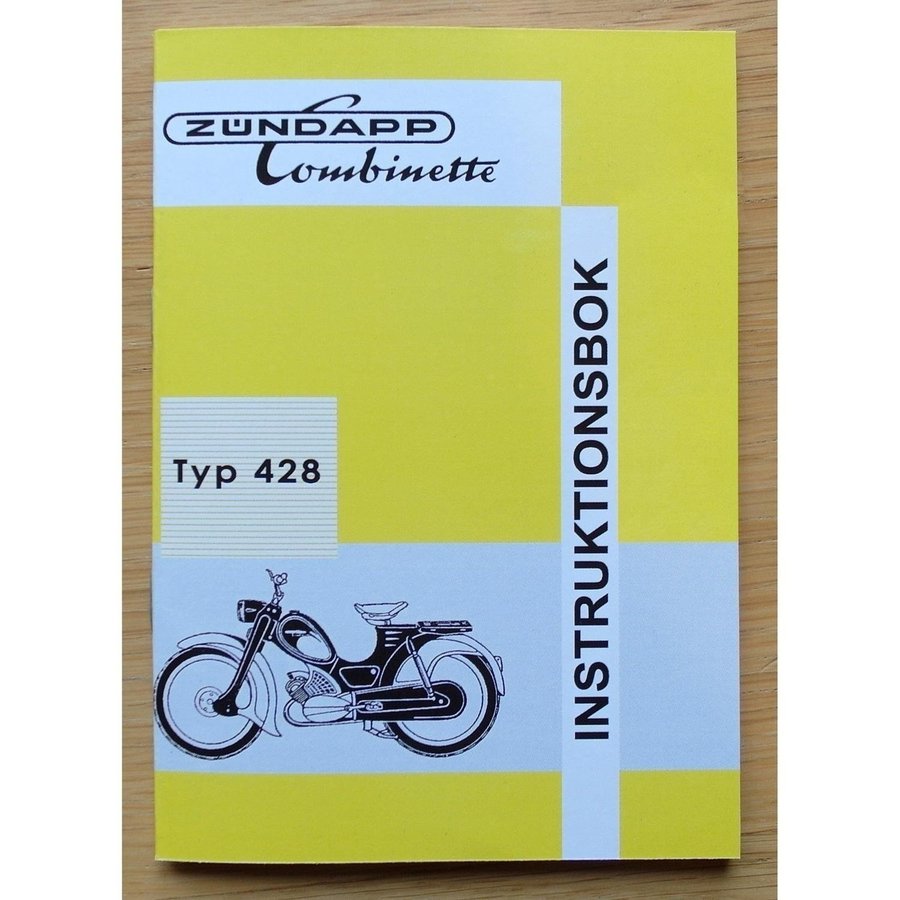 ZÜNDAPP
Combinette
INSTRUKTIONSBOK
Typ 428